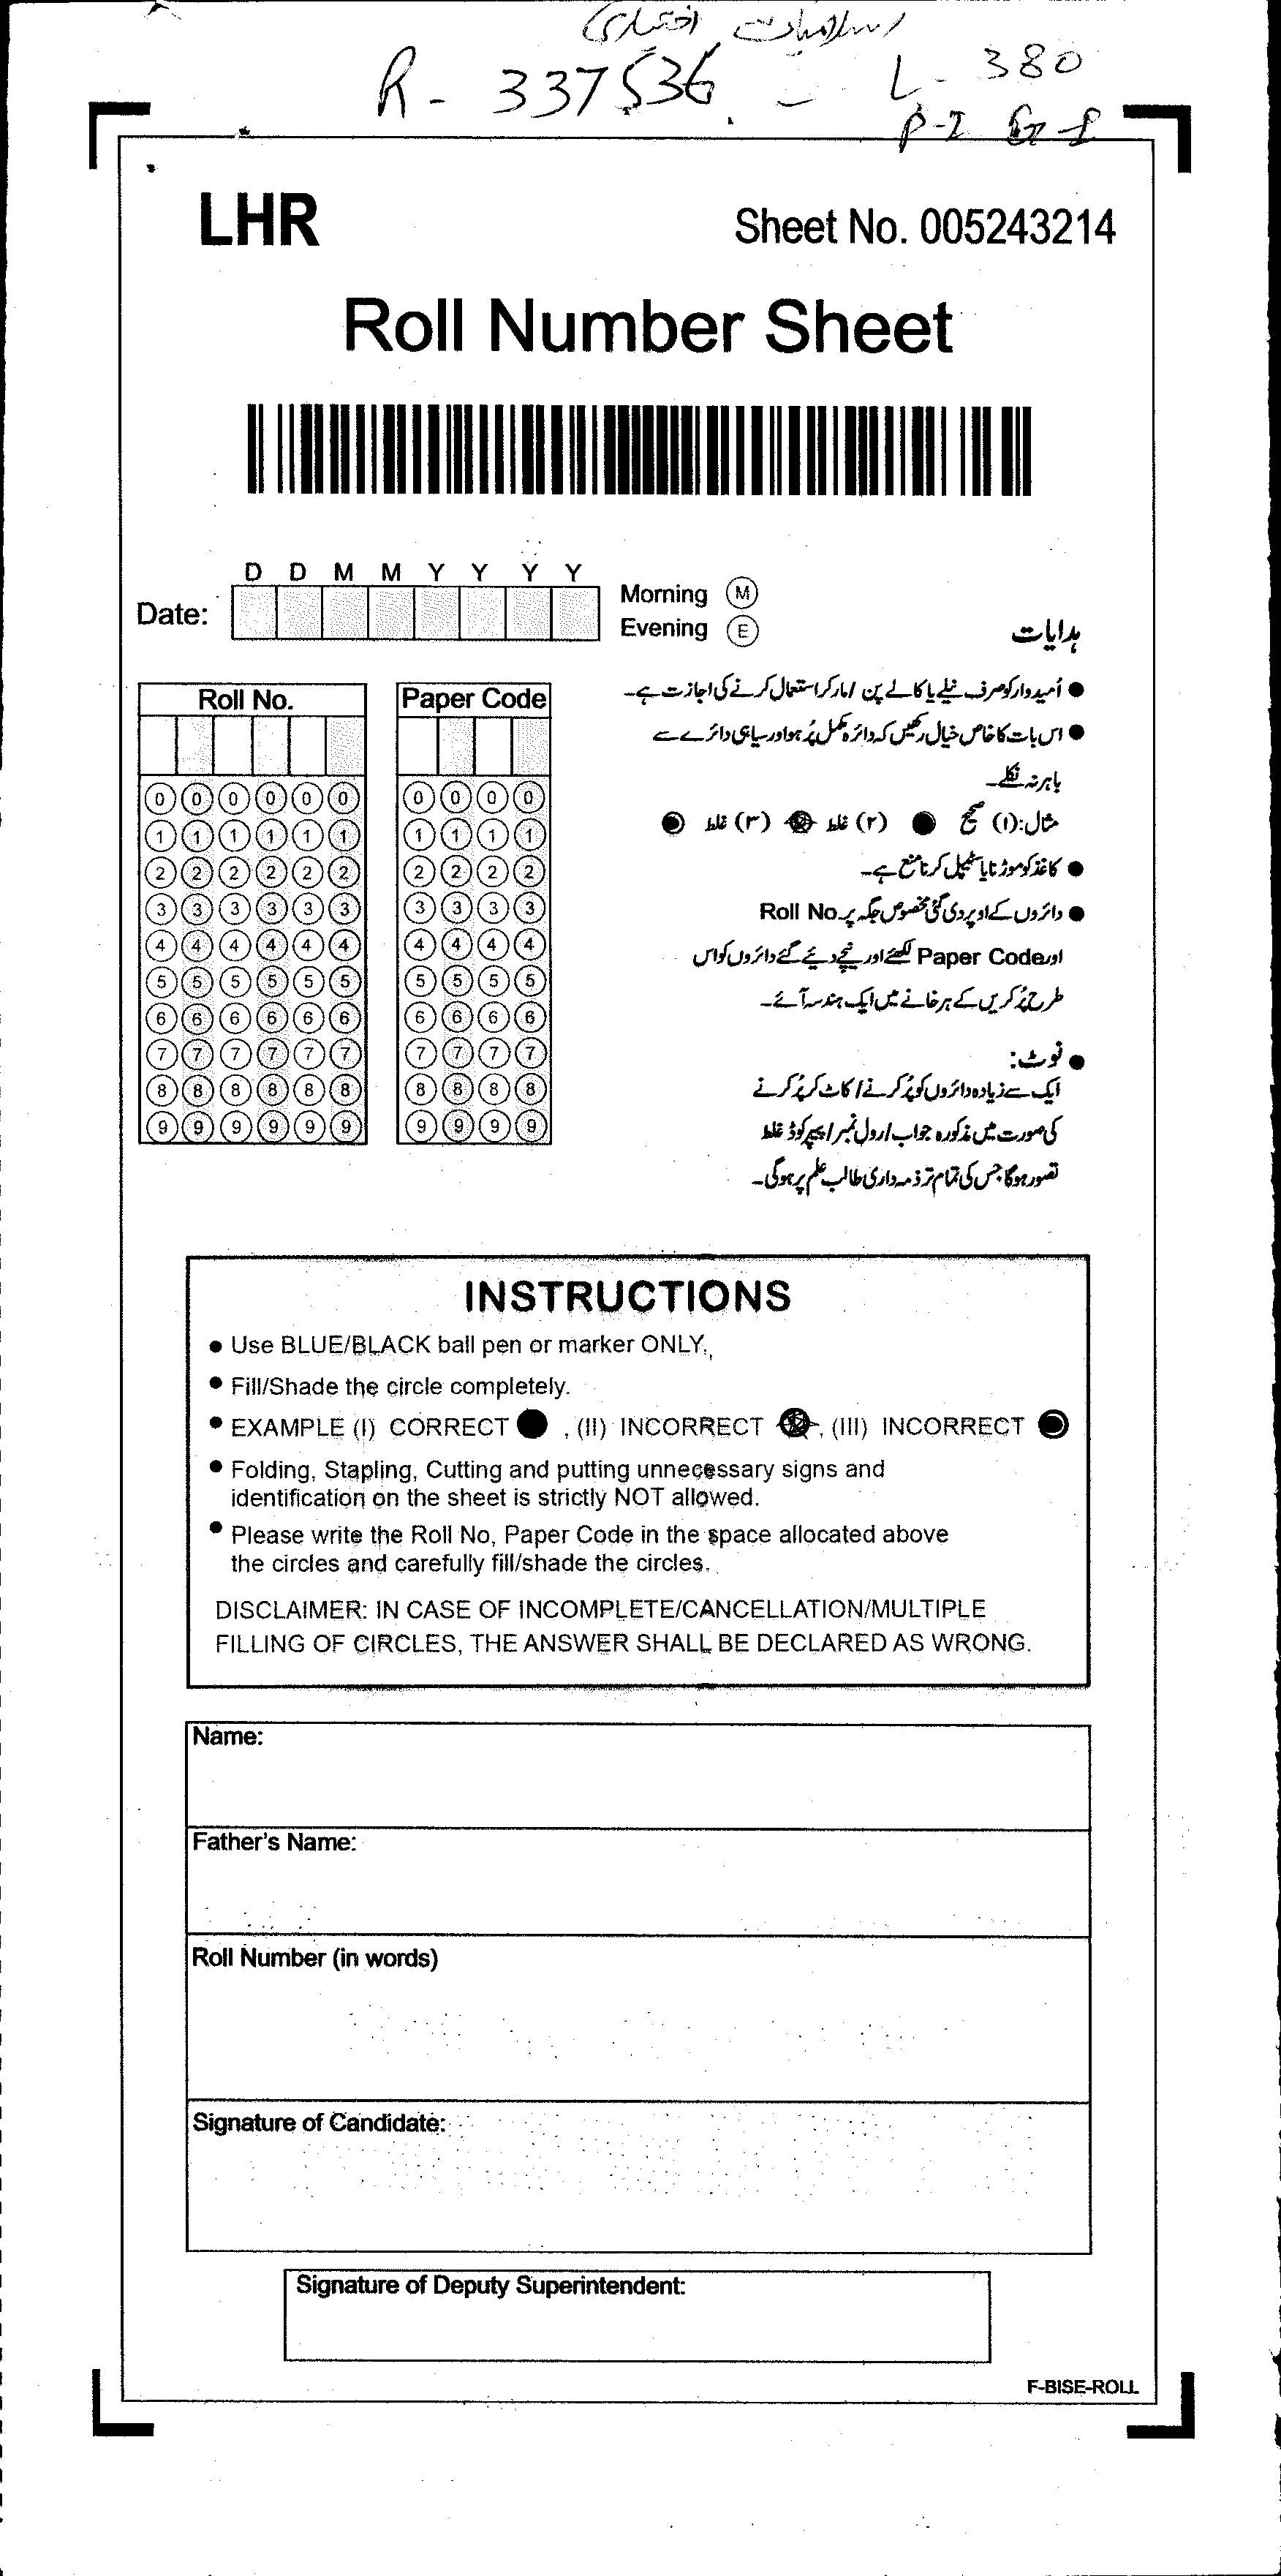 اسلامیات اختیاری
R - 337536 - L - 380
P-I G-I
LHR
Sheet No. 005243214
Roll Number Sheet
D D M M Y Y Y Y
Date:
Morning M
Evening E
Roll No.
Paper Code
0 0 0 0 0 0 0 0 0 0
1 1 1 1 1 1 1 1 1 1
2 2 2 2 2 2 2 2 2 2
3 3 3 3 3 3 3 3 3 3
4 4 4 4 4 4 4 4 4 4
5 5 5 5 5 5 5 5 5 5
6 6 6 6 6 6 6 6 6 6
7 7 7 7 7 7 7 7 7 7
8 8 8 8 8 8 8 8 8 8
9 9 9 9 9 9 9 9 9 9
ہدایات
● اُمیدوار کو صرف نیلے یا کالے پن / مارکر استعمال کرنے کی اجازت ہے۔
● اس بات کا خاص خیال رکھیں کہ دائرہ مکمل پُر ہو اور سیاہی دائرے سے
باہر نہ نکلے۔
مثال: (۱) صحیح (۲) غلط (۳) غلط
● کاغذ کو موڑنا یا سٹیپل کرنا منع ہے۔
● دائروں کے اوپر دی گئی مخصوص جگہ پر Roll No.
اور Paper Code لکھئے اور نیچے دیئے گئے دائروں کو اس
طرح پُر کریں کے ہر خانے میں ایک ہندسہ آئے۔
● نوٹ:
ایک سے زیادہ دائروں کو پُر کرنے / کاٹ کر پُر کرنے
کی صورت میں مذکورہ جواب / رول نمبر / پیپر کوڈ غلط
تصور ہوگا جس کی تمام تر ذمہ داری طالب علم پر ہوگی۔
INSTRUCTIONS
● Use BLUE/BLACK ball pen or marker ONLY.
● Fill/Shade the circle completely.
● EXAMPLE (I) CORRECT , (II) INCORRECT , (III) INCORRECT
● Folding, Stapling, Cutting and putting unnecessary signs and
identification on the sheet is strictly NOT allowed.
● Please write the Roll No, Paper Code in the space allocated above
the circles and carefully fill/shade the circles.
DISCLAIMER: IN CASE OF INCOMPLETE/CANCELLATION/MULTIPLE
FILLING OF CIRCLES, THE ANSWER SHALL BE DECLARED AS WRONG.
Name:
Father's Name:
Roll Number (in words)
Signature of Candidate:
Signature of Deputy Superintendent:
F-BISE-ROLL